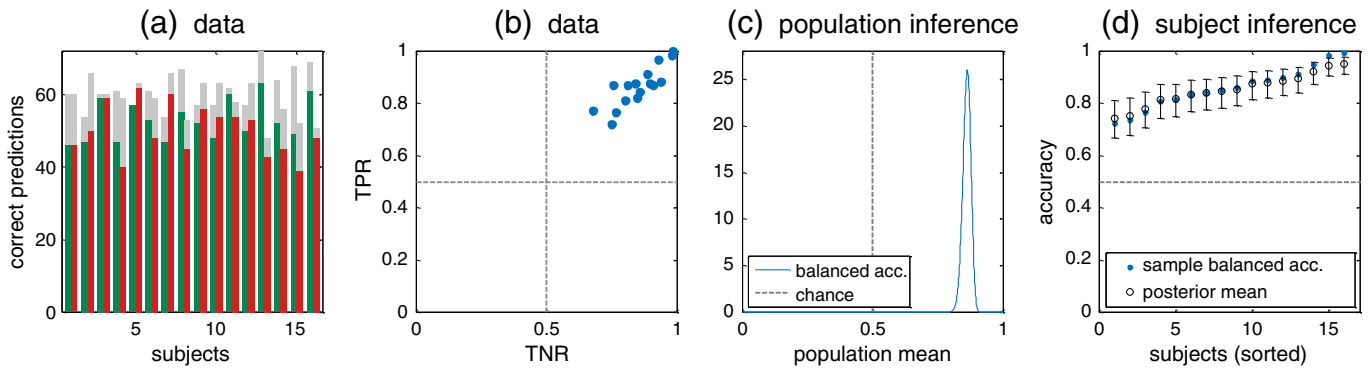 (a) data
correct predictions
60
40
20
0
5 10 15
subjects
(b) data
TPR
1
0.8
0.6
0.4
0.2
0
0 0.5 1
TNR
(c) population inference
25
20
15
10
5
0
balanced acc.
chance
0 0.5 1
population mean
(d) subject inference
accuracy
1
0.8
0.6
0.4
0.2
0
sample balanced acc.
posterior mean
0 5 10 15
subjects (sorted)